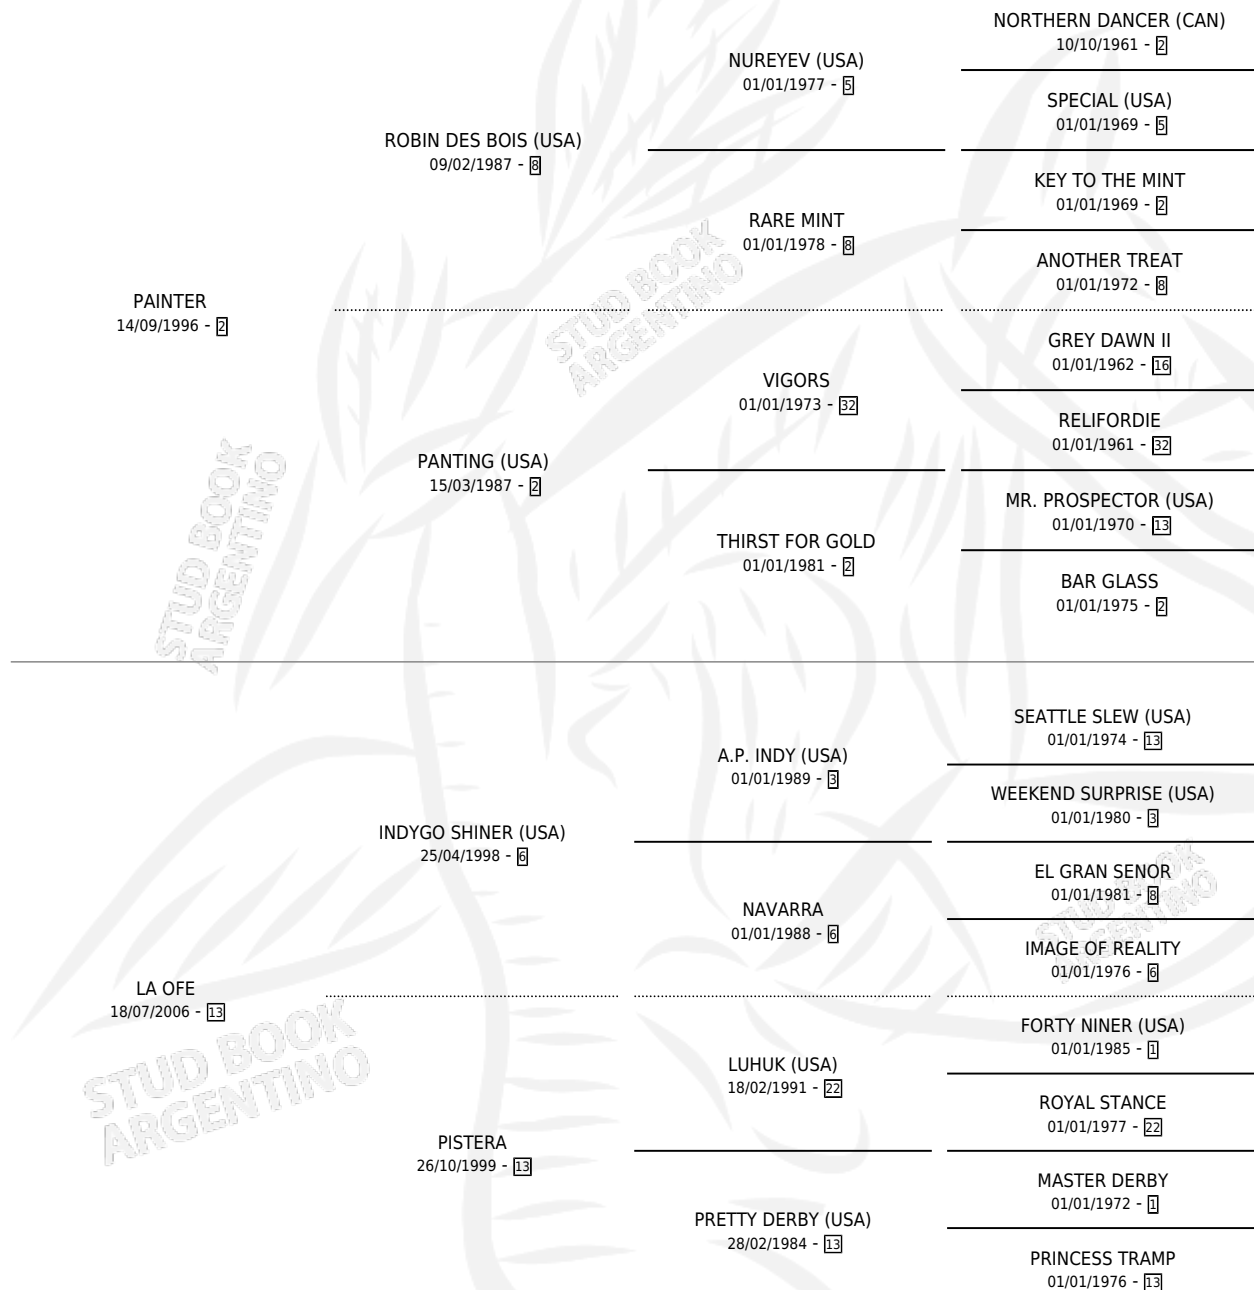 NORTHERN DANCER (CAN)
10/10/1961 - 2
NUREYEV (USA)
01/01/1977 - 5
SPECIAL (USA)
01/01/1969 - 5
ROBIN DES BOIS (USA)
09/02/1987 - 8
KEY TO THE MINT
01/01/1969 - 2
RARE MINT
01/01/1978 - 8
ANOTHER TREAT
01/01/1972 - 8
PAINTER
14/09/1996 - 2
GREY DAWN II
01/01/1962 - 16
VIGORS
01/01/1973 - 32
RELIFORDIE
01/01/1961 - 32
PANTING (USA)
15/03/1987 - 2
MR. PROSPECTOR (USA)
01/01/1970 - 13
THIRST FOR GOLD
01/01/1981 - 2
BAR GLASS
01/01/1975 - 2
STUD BOOK
ARGENTINO
STUD BOOK
ARGENTINO
SEATTLE SLEW (USA)
01/01/1974 - 13
A.P. INDY (USA)
01/01/1989 - 3
WEEKEND SURPRISE (USA)
01/01/1980 - 3
INDYGO SHINER (USA)
25/04/1998 - 6
EL GRAN SENOR
01/01/1981 - 8
NAVARRA
01/01/1988 - 6
IMAGE OF REALITY
01/01/1976 - 6
LA OFE
18/07/2006 - 13
FORTY NINER (USA)
01/01/1985 - 1
LUHUK (USA)
18/02/1991 - 22
ROYAL STANCE
01/01/1977 - 22
PISTERA
26/10/1999 - 13
MASTER DERBY
01/01/1972 - 1
PRETTY DERBY (USA)
28/02/1984 - 13
PRINCESS TRAMP
01/01/1976 - 13
STUD BOOK
ARGENTINO
STUD BOOK
ARGENTINO